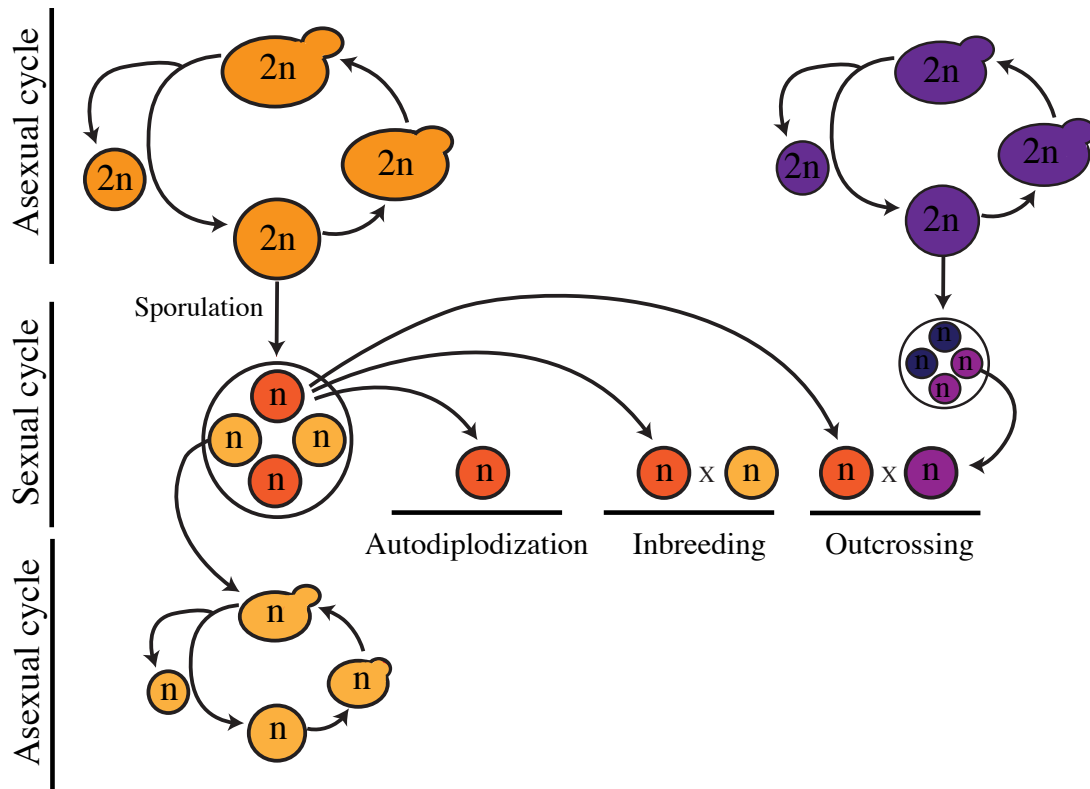 Asexual cycle
2n
2n
2n
2n
2n
2n
2n
2n
Sporulation
Sexual cycle
n
n
n
n
n
n
n
n
n
n x n
n x n
Autodiplodization
Inbreeding
Outcrossing
Asexual cycle
n
n
n
n